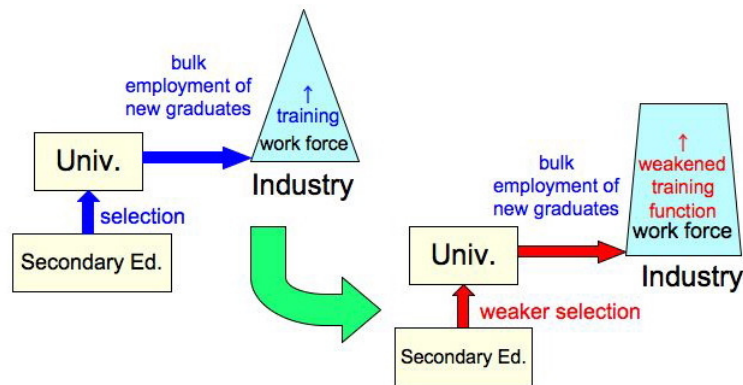 bulk
employment of
new graduates
↑
training
work force
Univ.
Industry
selection
Secondary Ed.
bulk
employment of
new graduates
↑
weakened
training
function
work force
Univ.
Industry
weaker selection
Secondary Ed.